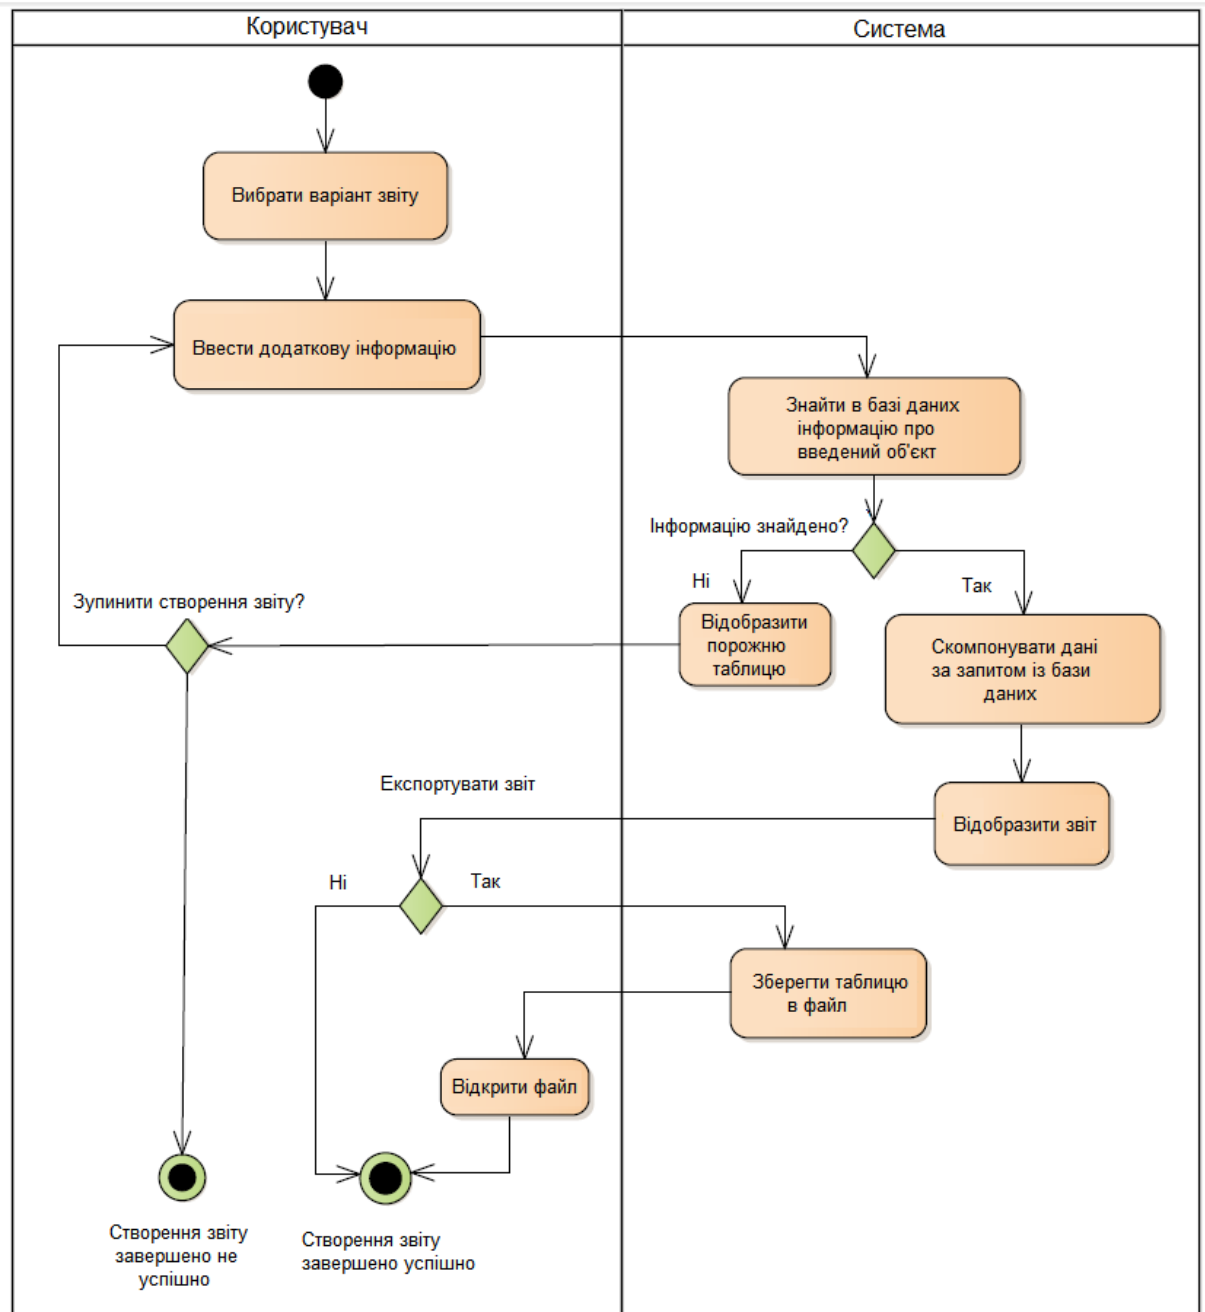 Користувач
Система
Вибрати варіант звіту
Ввести додаткову інформацію
Знайти в базі даних
інформацію про
введений об'єкт
Інформацію знайдено?
Ні
Так
Зупинити створення звіту?
Відобразити
порожню
таблицю
Скомпонувати дані
за запитом із бази
даних
Експортувати звіт
Відобразити звіт
Ні
Так
Зберегти таблицю
в файл
Відкрити файл
Створення звіту
завершено не
успішно
Створення звіту
завершено успішно